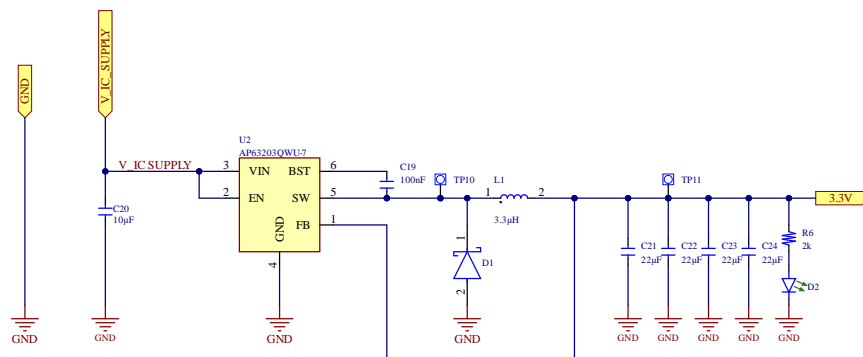 V_IC_SUPPLY
GND
U2
AP63203QWU-7
V_IC SUPPLY
3
VIN
BST
6
C19
100nF
TP10
L1
TP11
2
EN
SW
5
1
2
3.3V
3.3µH
C20
10µF
GND
FB
1
R6
2k
1
C21
22µF
C22
22µF
C23
22µF
C24
22µF
4
D1
2
D2
GND
GND
GND
GND
GND
GND
GND
GND
GND